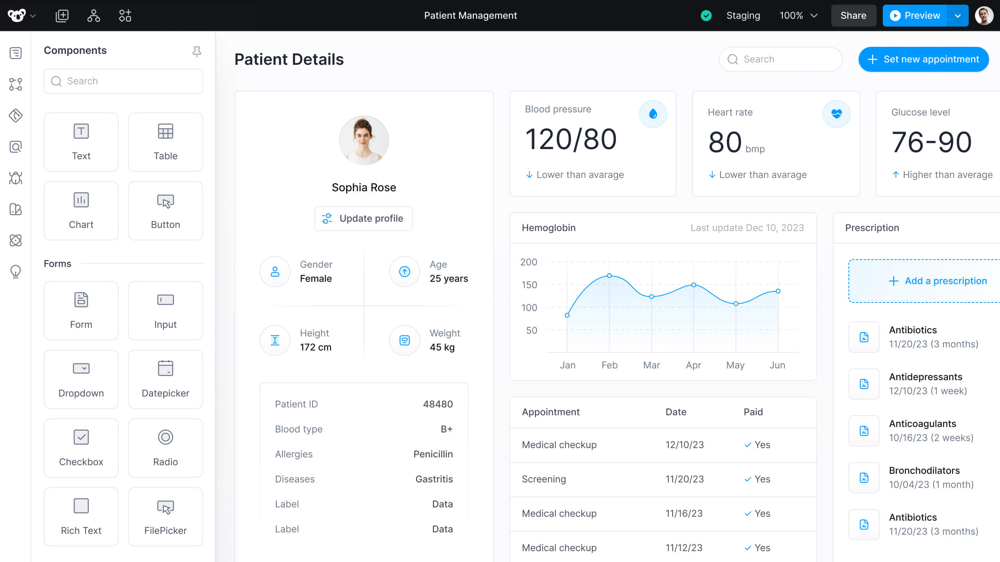 Patient Management
Staging
100%
Share
Preview
Components
Search
Text
Table
Chart
Button
Forms
Form
Input
Dropdown
Datepicker
Checkbox
Radio
Rich Text
FilePicker
Patient Details
Search
Set new appointment
Sophia Rose
Update profile
Gender
Female
Age
25 years
Height
172 cm
Weight
45 kg
Patient ID 48480
Blood type B+
Allergies Penicillin
Diseases Gastritis
Label Data
Label Data
Blood pressure
120/80
Lower than avarage
Heart rate
80 bmp
Lower than avarage
Glucose level
76-90
Higher than average
Hemoglobin Last update Dec 10, 2023
200
150
100
50
Jan Feb Mar Apr May Jun
Appointment Date Paid
Medical checkup 12/10/23 Yes
Screening 11/20/23 Yes
Medical checkup 11/16/23 Yes
Medical checkup 11/12/23 Yes
Prescription
Add a prescription
Antibiotics
11/20/23 (3 months)
Antidepressants
12/10/23 (1 week)
Anticoagulants
10/16/23 (2 weeks)
Bronchodilators
10/04/23 (1 month)
Antibiotics
11/20/23 (3 months)